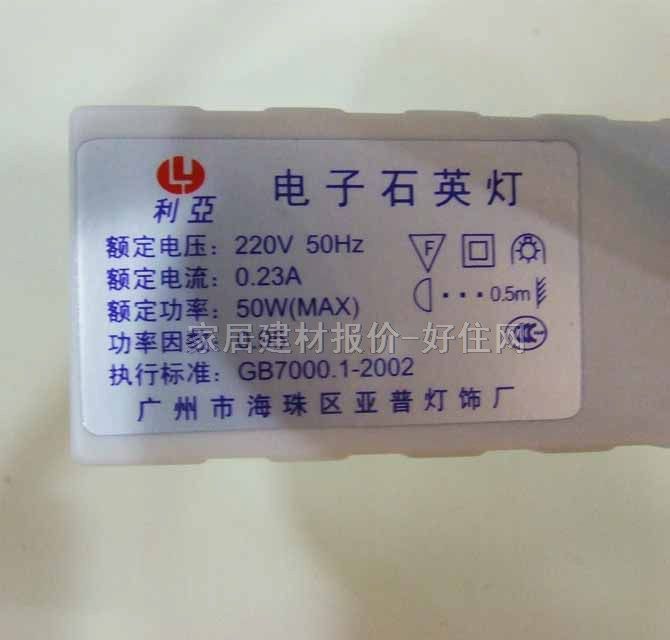 LY
利亞
电子石英灯
额定电压：220V 50Hz
额定电流：0.23A
额定功率：50W(MAX)
F
0.5m
功率因数：
执行标准：GB7000.1-2002
广州市海珠区亚普灯饰厂
家居建材报价-好住网